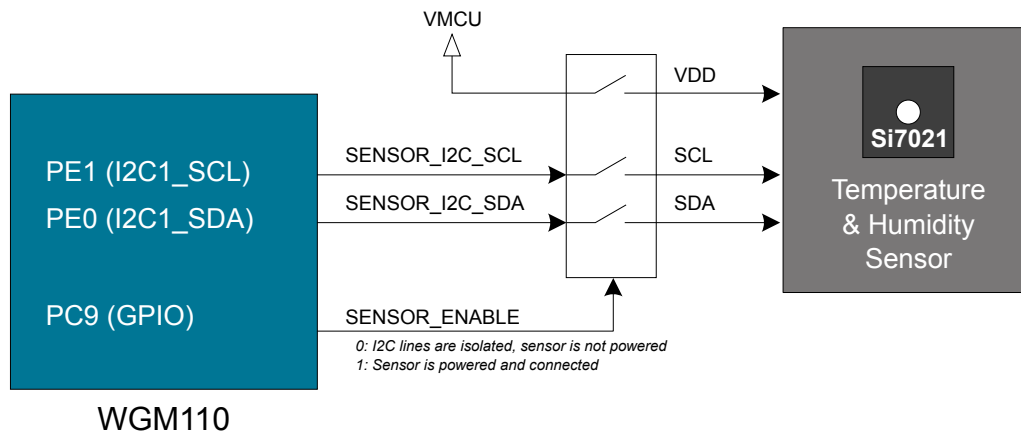 VMCU
VDD
Si7021
PE1 (I2C1_SCL)
SENSOR_I2C_SCL
SCL
PE0 (I2C1_SDA)
SENSOR_I2C_SDA
SDA
Temperature
& Humidity
Sensor
PC9 (GPIO)
SENSOR_ENABLE
0: I2C lines are isolated, sensor is not powered
1: Sensor is powered and connected
WGM110